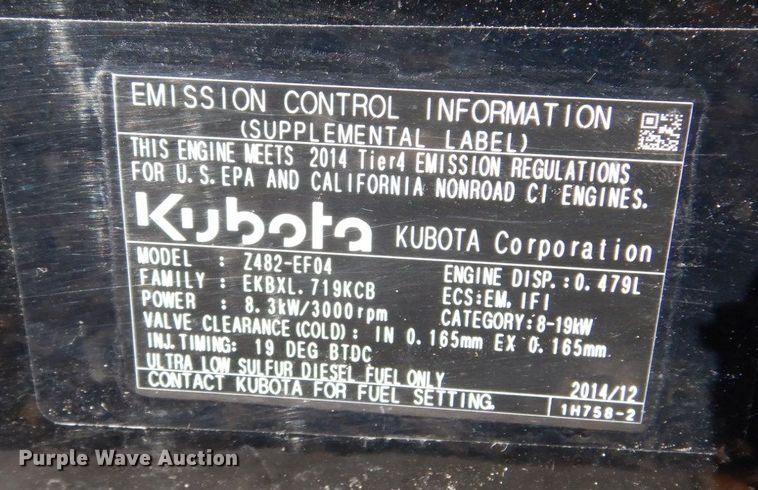 EMISSION CONTROL INFORMATION
(SUPPLEMENTAL LABEL)
THIS ENGINE MEETS 2014 Tier4 EMISSION REGULATIONS
FOR U.S.EPA AND CALIFORNIA NONROAD CI ENGINES.
Kubota KUBOTA Corporation
MODEL : Z482-EF04 ENGINE DISP.:0.479L
FAMILY : EKBXL.719KCB ECS:EM,IFI
POWER : 8.3kW/3000rpm CATEGORY:8-19kW
VALVE CLEARANCE(COLD): IN 0.165mm EX 0.165mm
INJ.TIMING: 19 DEG BTDC
ULTRA LOW SULFUR DIESEL FUEL ONLY
CONTACT KUBOTA FOR FUEL SETTING. 2014/12
1H758-2
Purple Wave Auction